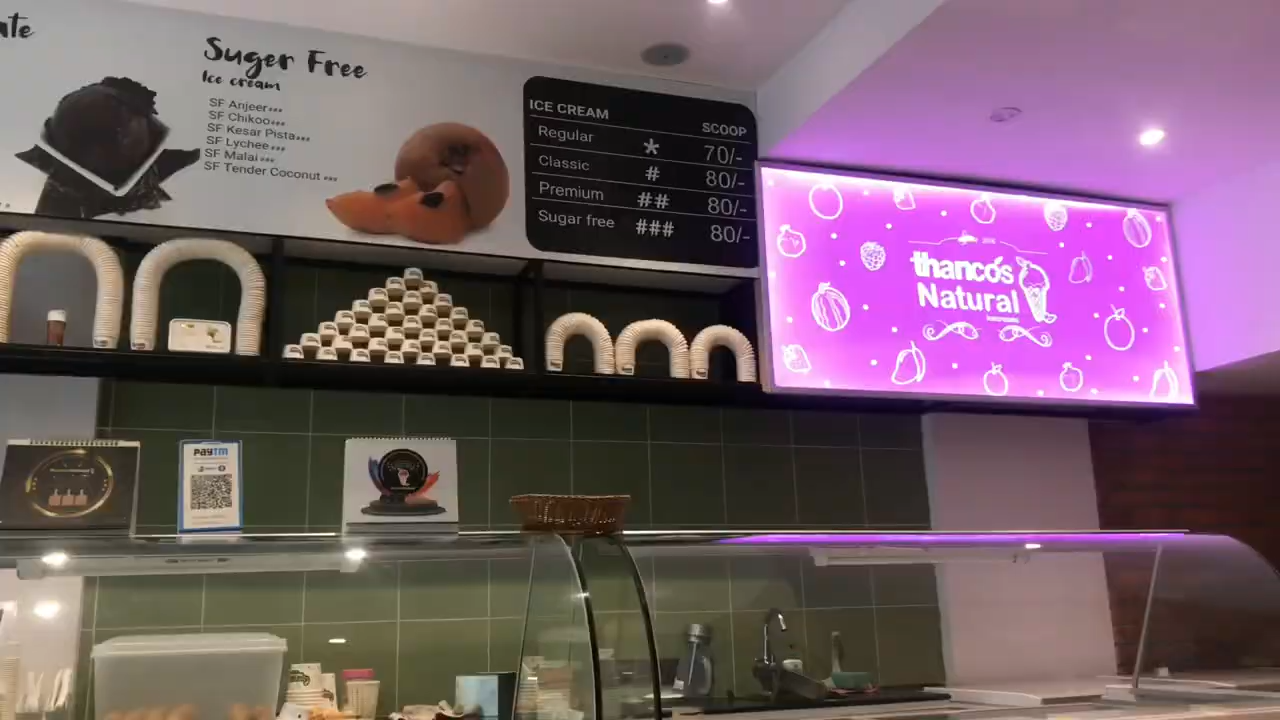 ate
Suger Free
Ice cream
SF Anjeer ###
SF Chikoo ###
SF Kesar Pista ###
SF Lychee ###
SF Malai ###
SF Tender Coconut ###
ICE CREAM SCOOP
Regular * 70/-
Classic # 80/-
Premium ## 80/-
Sugar free ### 80/-
thanco's
Natural
Paytm